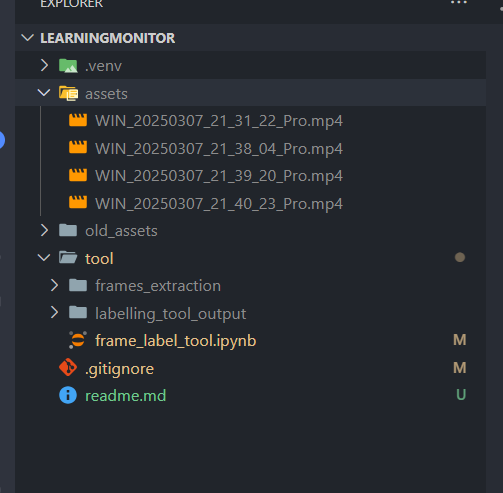 EXPLORER
LEARNINGMONITOR
.venv
assets
WIN_20250307_21_31_22_Pro.mp4
WIN_20250307_21_38_04_Pro.mp4
WIN_20250307_21_39_20_Pro.mp4
WIN_20250307_21_40_23_Pro.mp4
old_assets
tool
frames_extraction
labelling_tool_output
frame_label_tool.ipynb M
.gitignore M
readme.md U